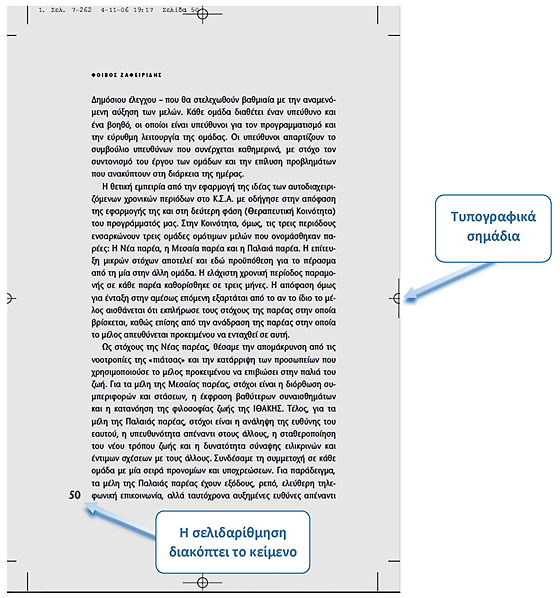 1. Σελ. 7-262 4-11-06 19:17 Σελίδα 50
ΦΟΙΒΟΣ ΖΑΦΕΙΡΙΔΗΣ
Δημόσιου έλεγχου – που θα στελεχωθούν βαθμιαία με την αναμενό-
μενη αύξηση των μελών. Κάθε ομάδα διαθέτει έναν υπεύθυνο και
ένα βοηθό, οι οποίοι είναι υπεύθυνοι για τον προγραμματισμό και
την εύρυθμη λειτουργία της ομάδας. Οι υπεύθυνοι απαρτίζουν το
συμβούλιο υπευθύνων που συνέρχεται καθημερινά, με στόχο τον
συντονισμό του έργου των ομάδων και την επίλυση προβλημάτων
που ανακύπτουν στη διάρκεια της ημέρας.
Η θετική εμπειρία από την εφαρμογή της ιδέας των αυτοδιαχειρι-
ζόμενων χρονικών περιόδων στο Κ.Σ.Α. με οδήγησε στην απόφαση
της εφαρμογής της και στη δεύτερη φάση (Θεραπευτική Κοινότητα)
του προγράμματός μας. Στην Κοινότητα, όμως, τις τρεις περιόδους
ενσαρκώνουν τρεις ομάδες ομότιμων μελών που ονομάσθηκαν πα-
ρέες: Η Νέα παρέα, η Μεσαία παρέα και η Παλαιά παρέα. Η επίτευ-
ξη μικρών στόχων αποτελεί και εδώ προϋπόθεση για το πέρασμα
από τη μία στην άλλη ομάδα. Η ελάχιστη χρονική περίοδος παραμο-
νής σε κάθε παρέα καθορίσθηκε σε τρεις μήνες. Η απόφαση όμως
για ένταξη στην αμέσως επόμενη εξαρτάται από το αν το ίδιο το μέ-
λος αισθάνεται ότι εκπλήρωσε τους στόχους της παρέας στην οποία
βρίσκεται, καθώς επίσης από την ανάδραση της παρέας στην οποία
το μέλος απευθύνεται προκειμένου να ενταχθεί σε αυτή.
Ως στόχους της Νέας παρέας, θέσαμε την απομάκρυνση από τις
νοοτροπίες της «πιάτσας» και την κατάρριψη των προσωπείων που
χρησιμοποιούσε το μέλος προκειμένου να επιβιώσει στην παλιά του
ζωή. Για τα μέλη της Μεσαίας παρέας, στόχοι είναι η διόρθωση συ-
μπεριφορών και στάσεων, η έκφραση βαθύτερων συναισθημάτων
και η κατανόηση της φιλοσοφίας ζωής της ΙΘΑΚΗΣ. Τέλος, για τα
μέλη της Παλαιάς παρέας, στόχοι είναι η ανάληψη της ευθύνης του
εαυτού, η υπευθυνότητα απέναντι στους άλλους, η σταθεροποίηση
του νέου τρόπου ζωής και η δυνατότητα σύναψης ειλικρινών και
έντιμων σχέσεων με τους άλλους. Συνδέσαμε τη συμμετοχή σε κάθε
ομάδα με μία σειρά προνομίων και υποχρεώσεων. Για παράδειγμα,
τα μέλη της Παλαιάς παρέας έχουν εξόδους, ρεπό, ελεύθερη τηλε-
φωνική επικοινωνία, αλλά ταυτόχρονα αυξημένες ευθύνες απέναντι
50
Τυπογραφικά
σημάδια
Η σελιδαρίθμηση
διακόπτει το κείμενο